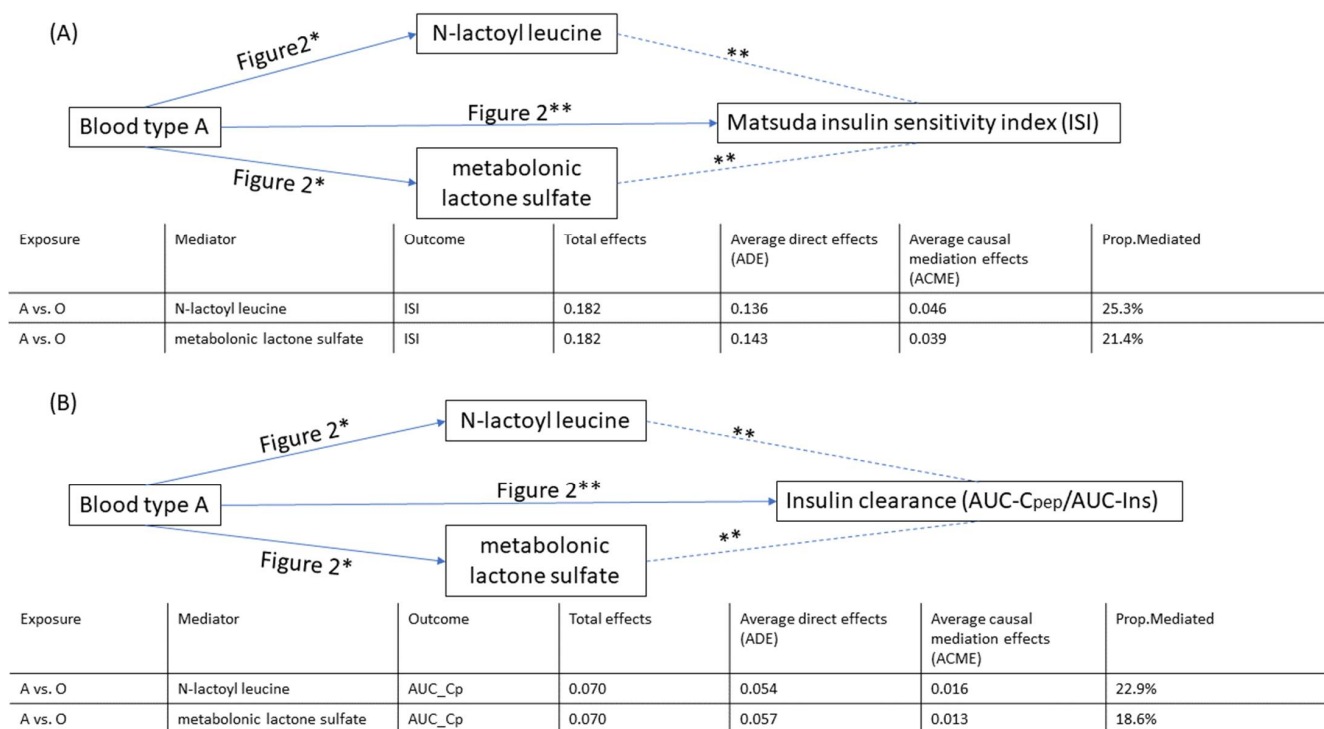 (A)
N-lactoyl leucine
Figure2*
**
Blood type A
Figure 2**
Matsuda insulin sensitivity index (ISI)
Figure 2*
metabolonic
lactone sulfate
**
Exposure Mediator Outcome Total effects Average direct effects (ADE) Average causal mediation effects (ACME) Prop.Mediated
A vs. O N-lactoyl leucine ISI 0.182 0.136 0.046 25.3%
A vs. O metabolonic lactone sulfate ISI 0.182 0.143 0.039 21.4%
(B)
N-lactoyl leucine
Figure 2*
**
Blood type A
Figure 2**
Insulin clearance (AUC-Cpep/AUC-Ins)
Figure 2*
metabolonic
lactone sulfate
**
Exposure Mediator Outcome Total effects Average direct effects (ADE) Average causal mediation effects (ACME) Prop.Mediated
A vs. O N-lactoyl leucine AUC_Cp 0.070 0.054 0.016 22.9%
A vs. O metabolonic lactone sulfate AUC_Cp 0.070 0.057 0.013 18.6%